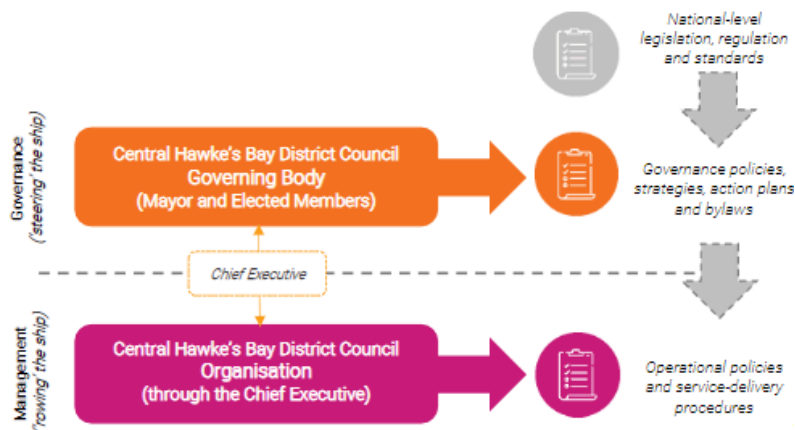 National-level
legislation, regulation
and standards
Governance
('steering' the ship)
Central Hawke's Bay District Council
Governing Body
(Mayor and Elected Members)
Governance policies,
strategies, action plans
and bylaws
Chief Executive
Management
('rowing' the ship)
Central Hawke's Bay District Council
Organisation
(through the Chief Executive)
Operational policies
and service-delivery
procedures